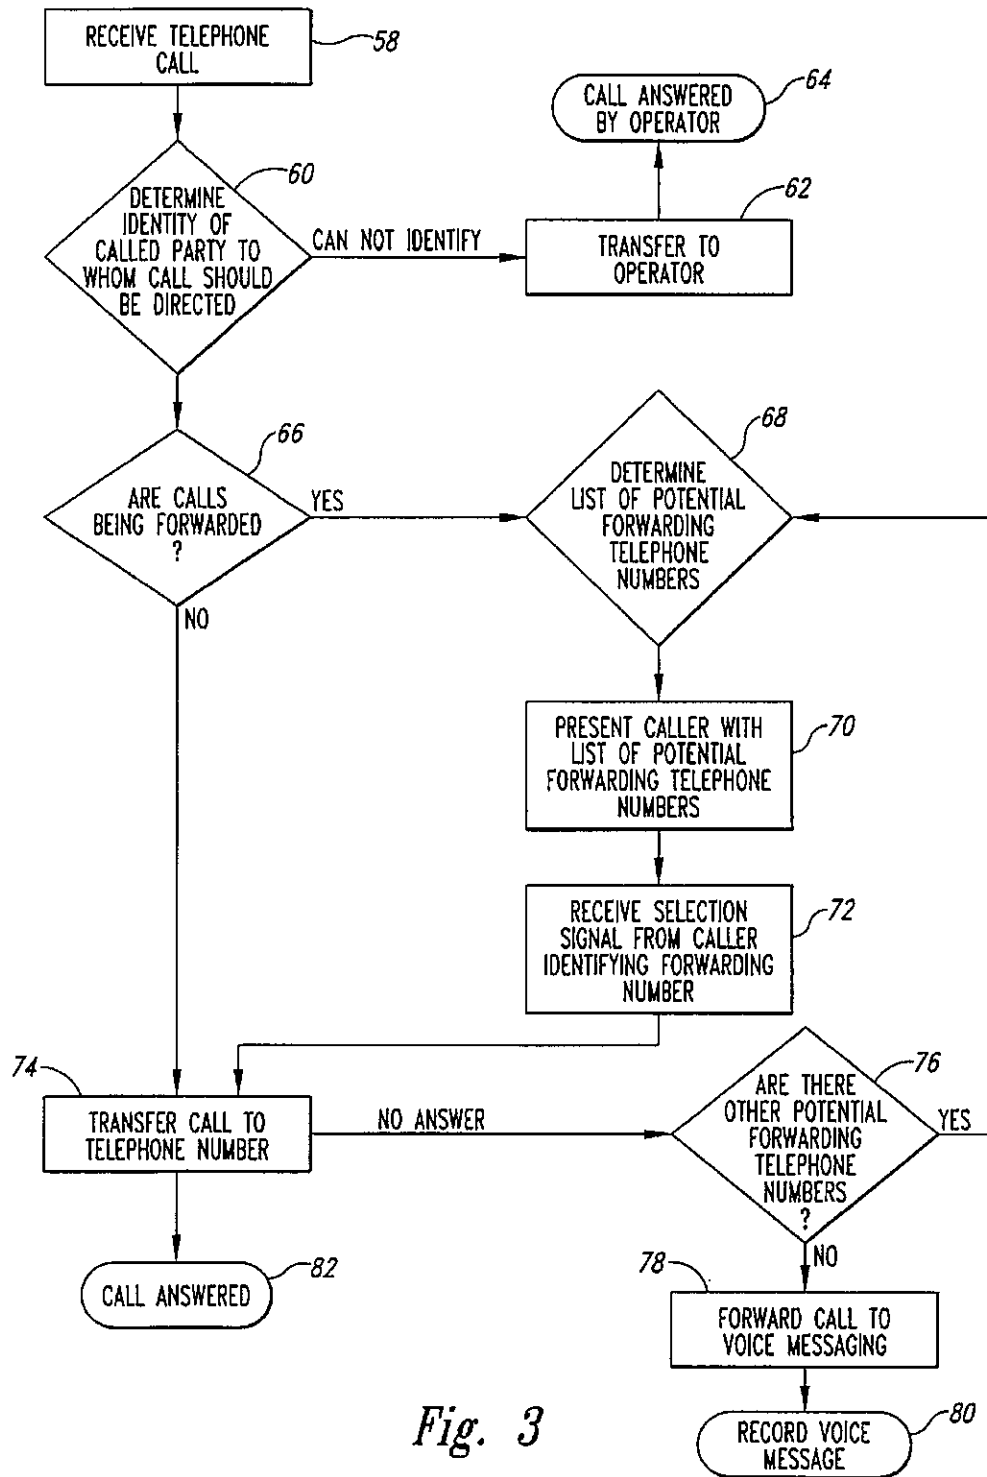 RECEIVE TELEPHONE
CALL
58
CALL ANSWERED
BY OPERATOR
64
DETERMINE
IDENTITY OF
CALLED PARTY TO
WHOM CALL SHOULD
BE DIRECTED
60
CAN NOT IDENTIFY
TRANSFER TO
OPERATOR
62
ARE CALLS
BEING FORWARDED
?
66
YES
NO
DETERMINE
LIST OF POTENTIAL
FORWARDING
TELEPHONE
NUMBERS
68
PRESENT CALLER WITH
LIST OF POTENTIAL
FORWARDING TELEPHONE
NUMBERS
70
RECEIVE SELECTION
SIGNAL FROM CALLER
IDENTIFYING FORWARDING
NUMBER
72
74
TRANSFER CALL TO
TELEPHONE NUMBER
NO ANSWER
ARE THERE
OTHER POTENTIAL
FORWARDING
TELEPHONE
NUMBERS
?
76
YES
NO
CALL ANSWERED
82
78
FORWARD CALL TO
VOICE MESSAGING
RECORD VOICE
MESSAGE
80
Fig. 3